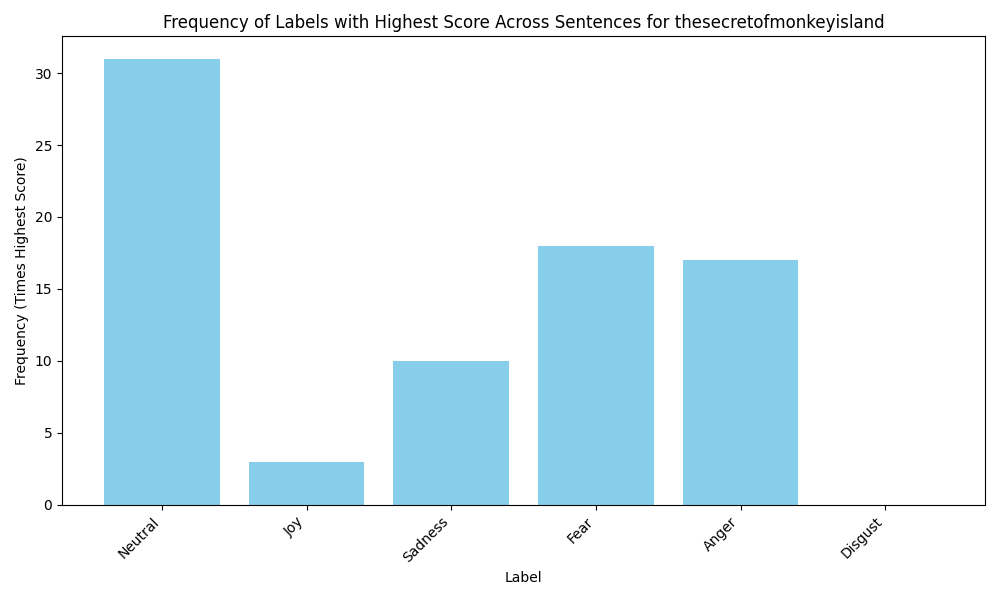 Frequency of Labels with Highest Score Across Sentences for thesecretofmonkeyisland
Frequency (Times Highest Score)
30
25
20
15
10
5
0
Neutral
Joy
Sadness
Fear
Anger
Disgust
Label